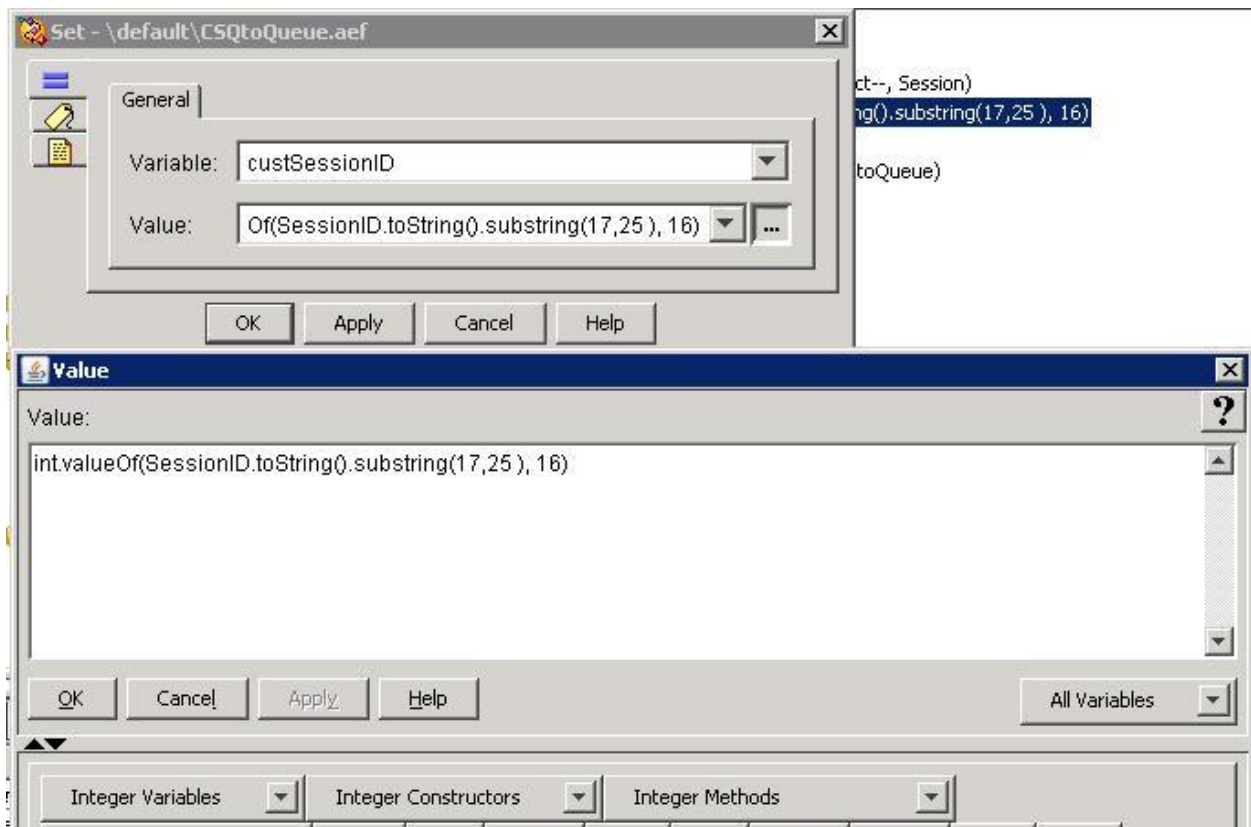 Set - \default\CSQtoQueue.aef
ct--, Session)
ng().substring(17,25 ), 16)
toQueue)
General
Variable: custSessionID
Value: Of(SessionID.toString().substring(17,25 ), 16) ...
OK Apply Cancel Help
Value
Value: ?
int.valueOf(SessionID.toString().substring(17,25 ), 16)
OK Cancel Apply Help All Variables
Integer Variables Integer Constructors Integer Methods